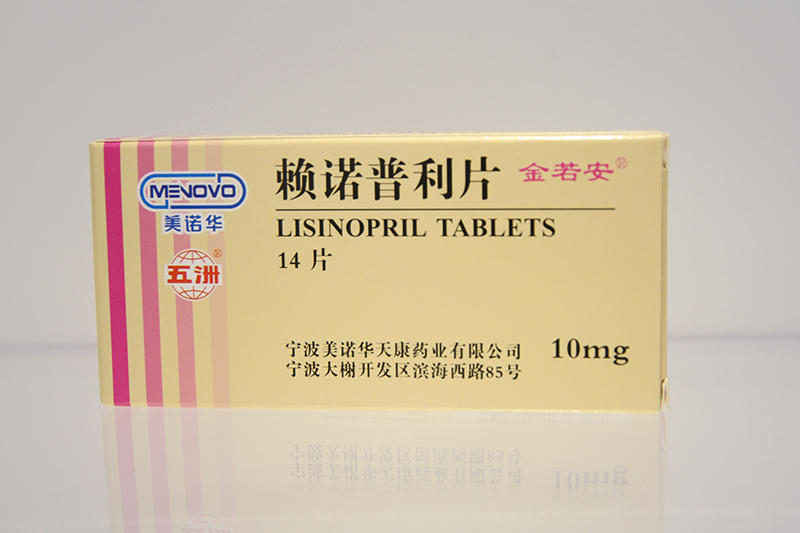 MENOVO
美诺华
五洲®
赖诺普利片 金若安®
LISINOPRIL TABLETS
14 片
宁波美诺华天康药业有限公司
宁波大榭开发区滨海西路85号
10mg